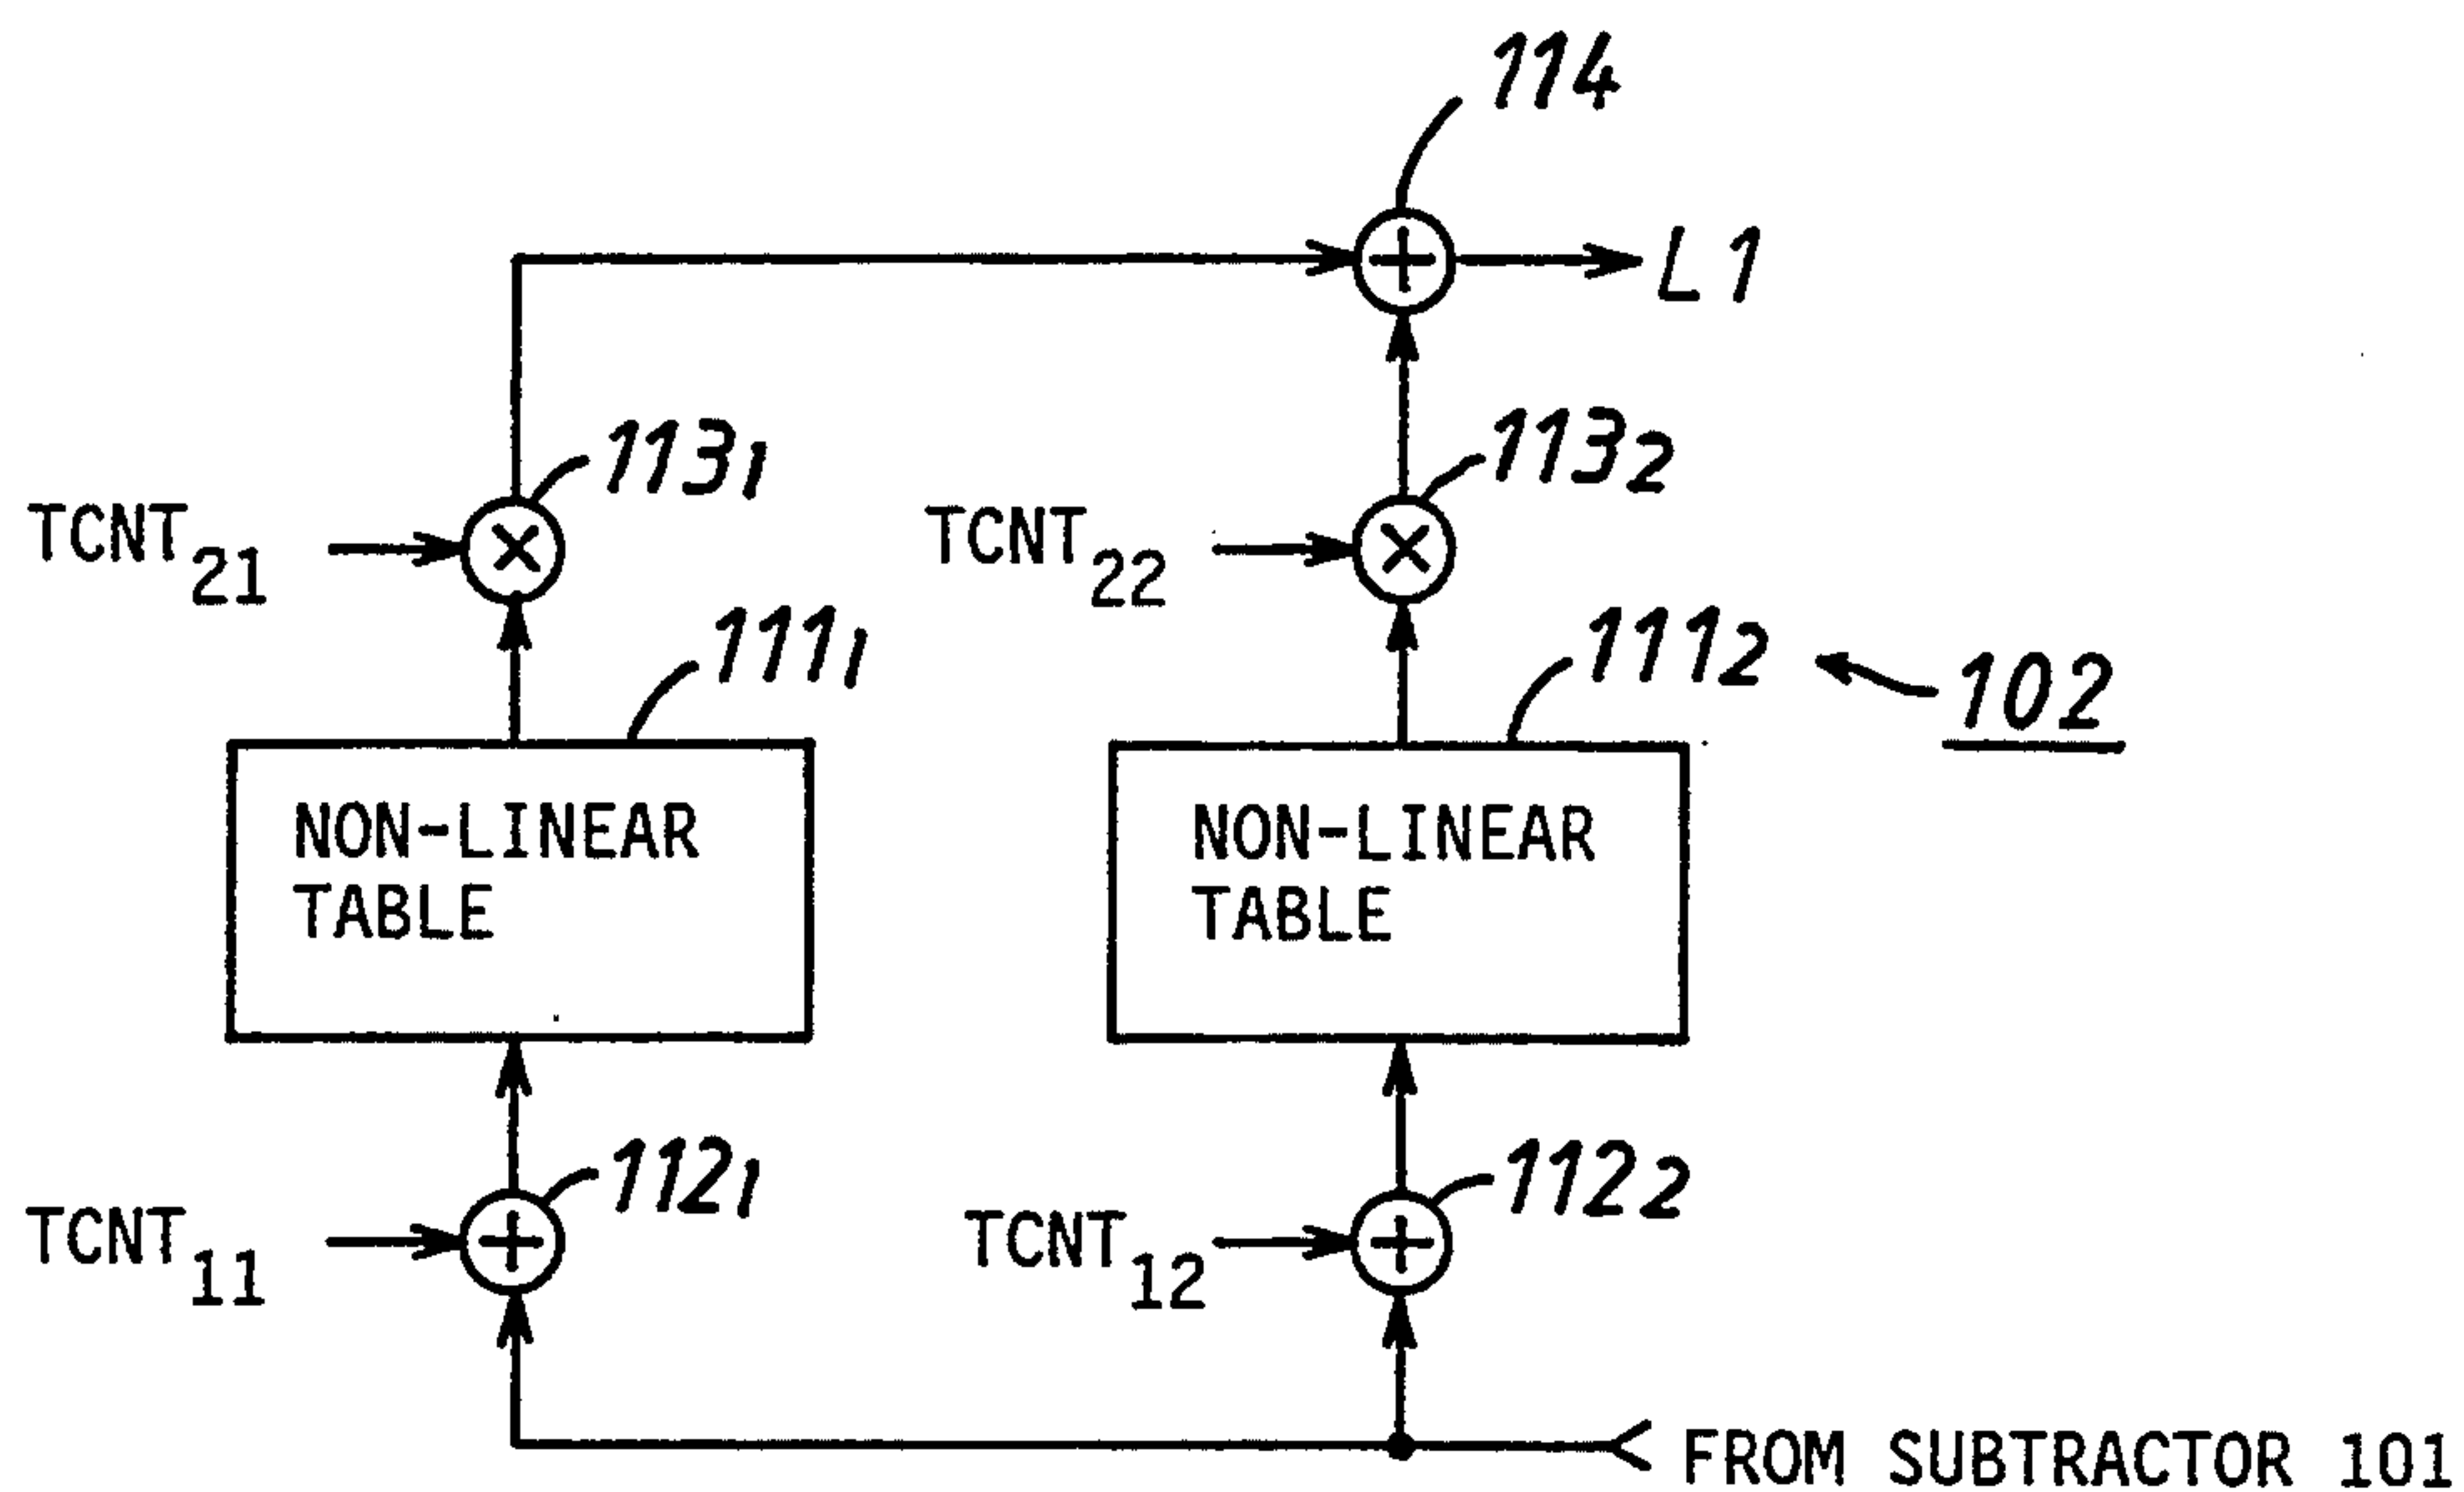 114
L1
113₁
113₂
TCNT₂₁
TCNT₂₂
111₁
111₂
102
NON-LINEAR
TABLE
NON-LINEAR
TABLE
112₁
112₂
TCNT₁₁
TCNT₁₂
FROM SUBTRACTOR 101